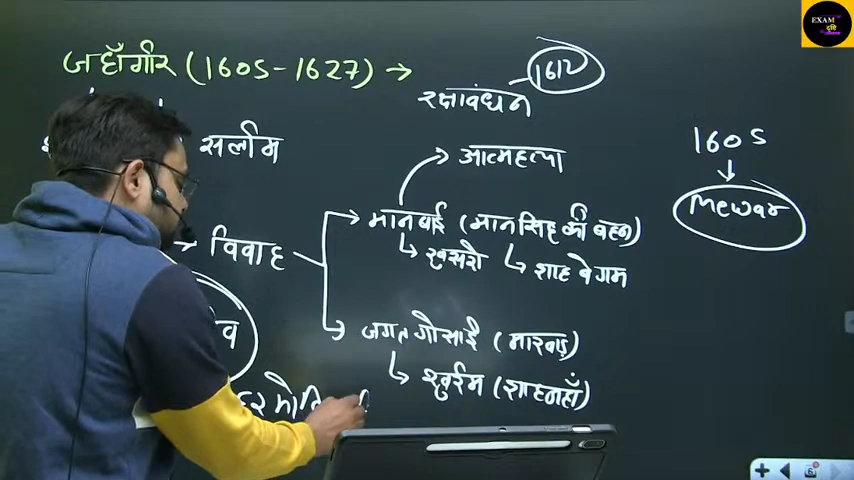 EXAM
जहाँगीर (1605-1627) →
1612
रक्षाबंधन
सलीम
आत्महत्या
1605
Mewar
विवाह
मानबाई (मानसिंह की बहन)
खुसरो
शाह बेगम
जगत गोसाई (मारवाड़)
खुर्रम (शाहजहाँ)